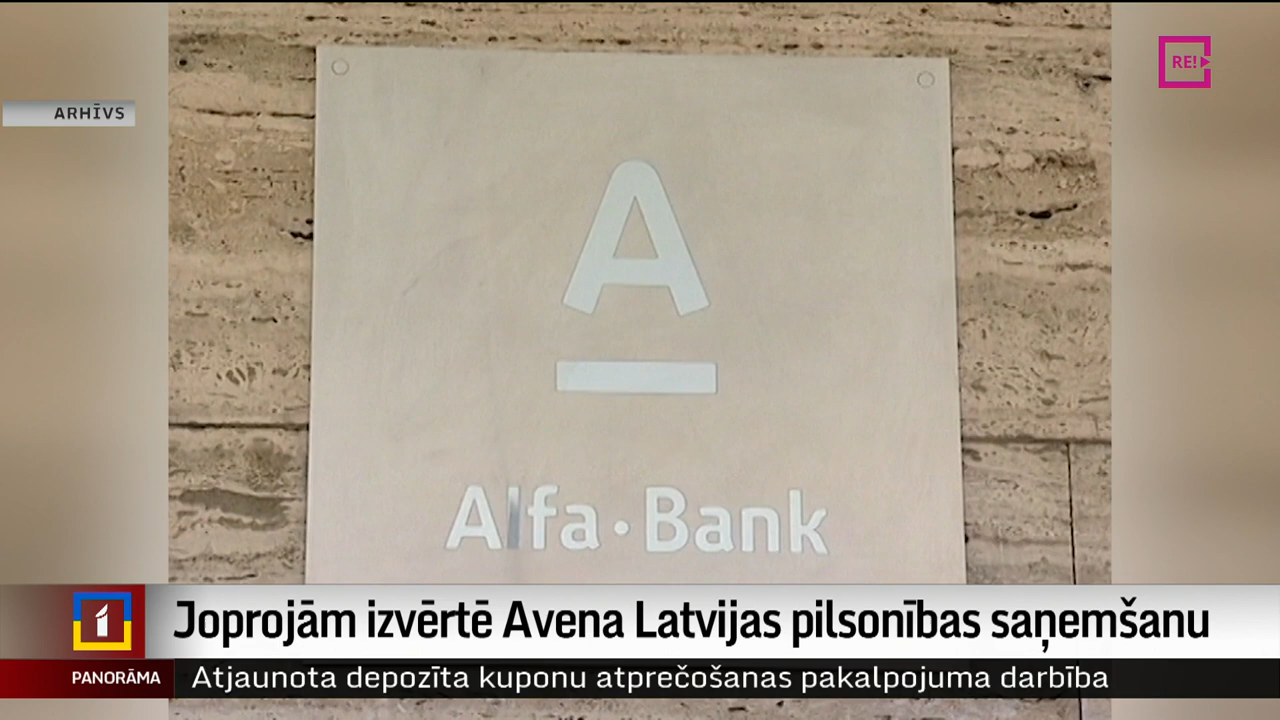 RE!
ARHĪVS
A
Alfa·Bank
1
Joprojām izvērtē Avena Latvijas pilsonības saņemšanu
PANORĀMA
Atjaunota depozīta kuponu atprečošanas pakalpojuma darbība